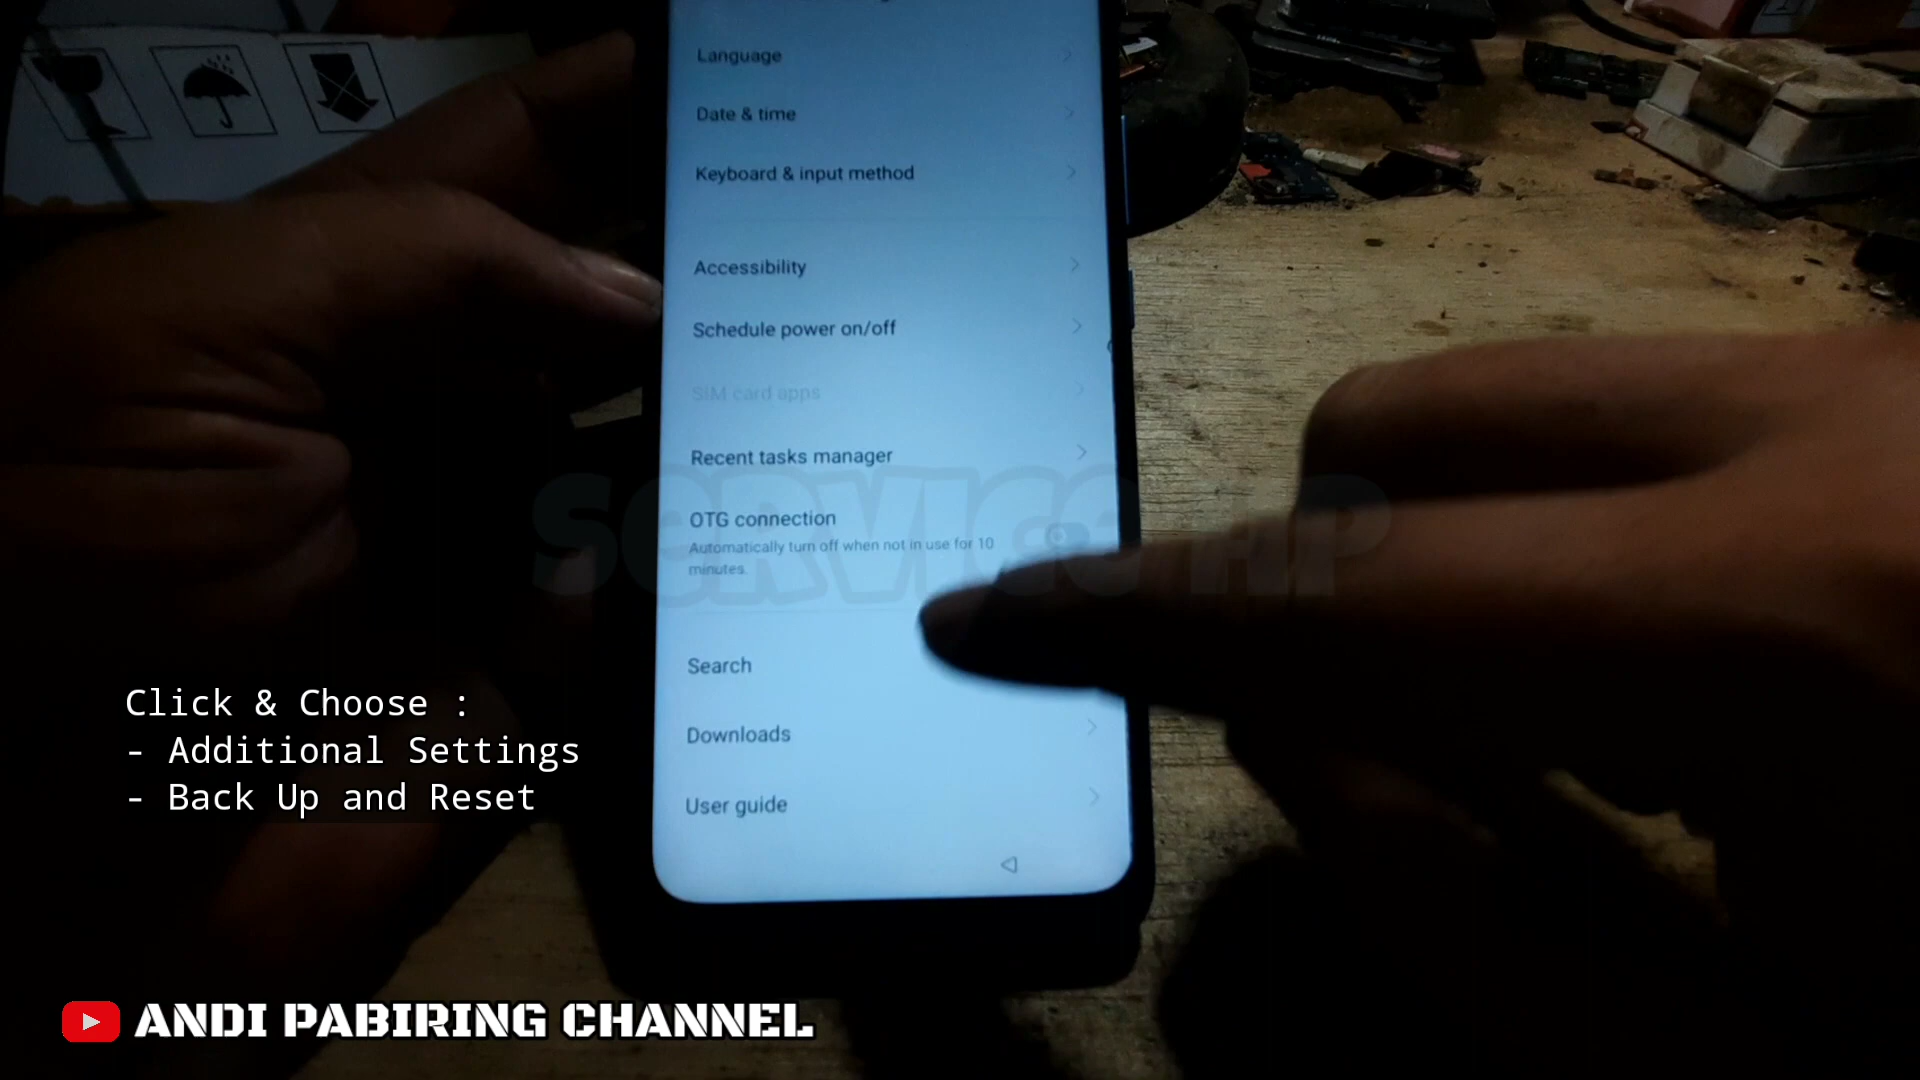 Language
Date & time
Keyboard & input method
Accessibility
Schedule power on/off
SIM card apps
Recent tasks manager
OTG connection
Automatically turn off when not in use for 10
minutes.
Search
Downloads
User guide
SERVICE HP
Click & Choose :
- Additional Settings
- Back Up and Reset
ANDI PABIRING CHANNEL